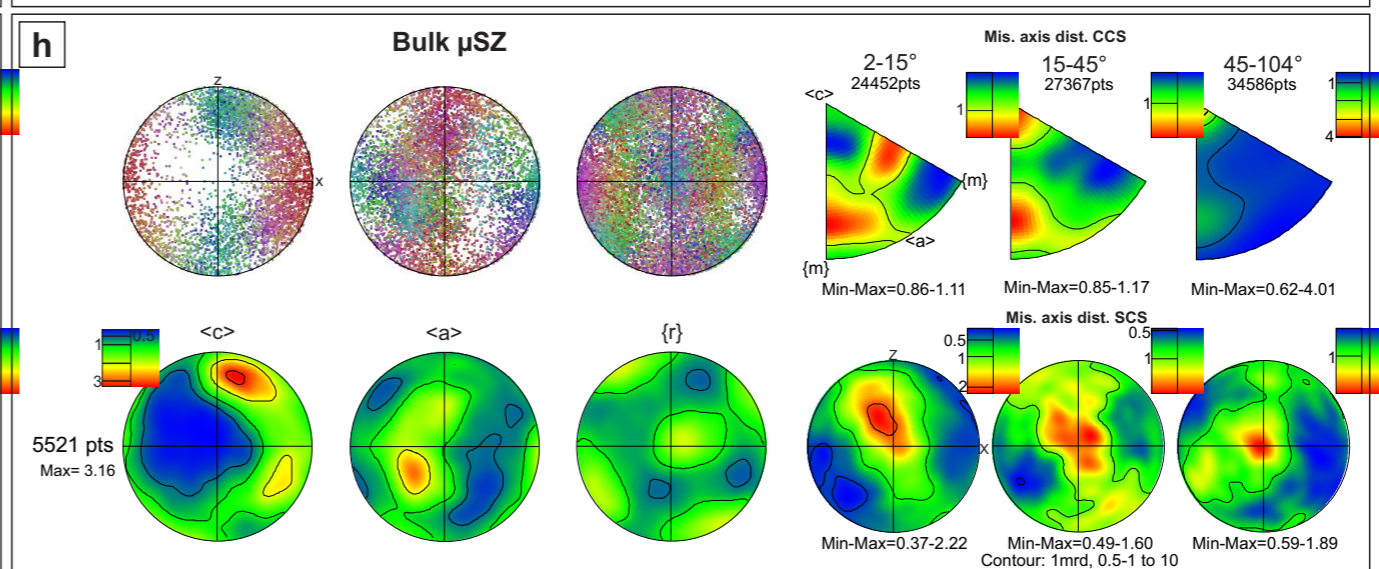 h
Bulk µSZ
Mis. axis dist. CCS
2-15°
24452pts
15-45°
27367pts
45-104°
34586pts
z
x
<c>
{m}
<a>
{m}
1
1
1
4
Min-Max=0.86-1.11
Min-Max=0.85-1.17
Min-Max=0.62-4.01
Mis. axis dist. SCS
<c>
<a>
{r}
0.5
1
3
5521 pts
Max= 3.16
z
x
0.5
1
2
0.5
1
1
Min-Max=0.37-2.22
Min-Max=0.49-1.60
Min-Max=0.59-1.89
Contour: 1mrd, 0.5-1 to 10